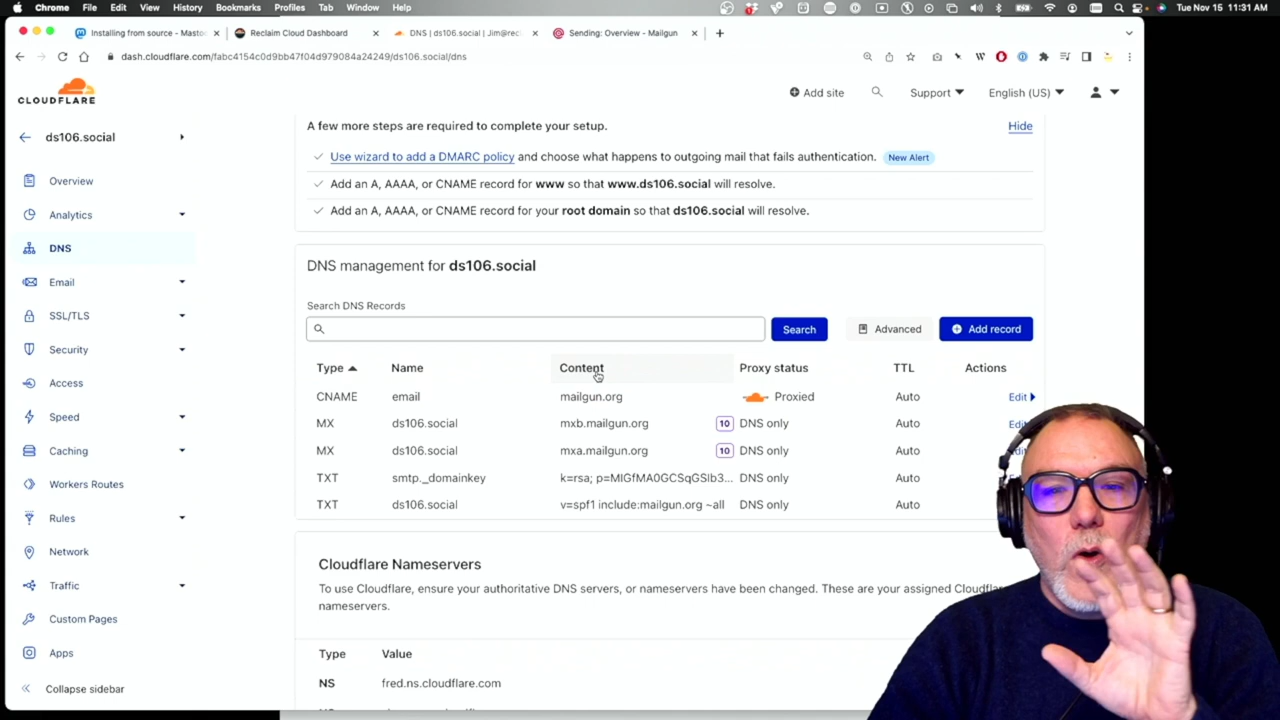 Chrome File Edit View History Bookmarks Profiles Tab Window Help Tue Nov 15 11:31 AM
Installing from source - Masto × Reclaim Cloud Dashboard × DNS | ds106.social | Jim@rec × Sending: Overview - Mailgun × +
dash.cloudflare.com/fabc4154c0d9bb47f04d979084a24249/ds106.social/dns
CLOUDFLARE
Add site Support English (US)
ds106.social
Overview
Analytics
DNS
Email
SSL/TLS
Security
Access
Speed
Caching
Workers Routes
Rules
Network
Traffic
Custom Pages
Apps
Collapse sidebar
A few more steps are required to complete your setup. Hide
Use wizard to add a DMARC policy and choose what happens to outgoing mail that fails authentication. New Alert
Add an A, AAAA, or CNAME record for www so that www.ds106.social will resolve.
Add an A, AAAA, or CNAME record for your root domain so that ds106.social will resolve.
DNS management for ds106.social
Search DNS Records
Search Advanced Add record
Type Name Content Proxy status TTL Actions
CNAME email mailgun.org Proxied Auto Edit
MX ds106.social mxb.mailgun.org 10 DNS only Auto
MX ds106.social mxa.mailgun.org 10 DNS only Auto
TXT smtp._domainkey k=rsa; p=MIGfMA0GCSqGSIb3... DNS only Auto
TXT ds106.social v=spf1 include:mailgun.org ~all DNS only Auto
Cloudflare Nameservers
To use Cloudflare, ensure your authoritative DNS servers, or nameservers have been changed. These are your assigned
nameservers.
Type Value
NS fred.ns.cloudflare.com